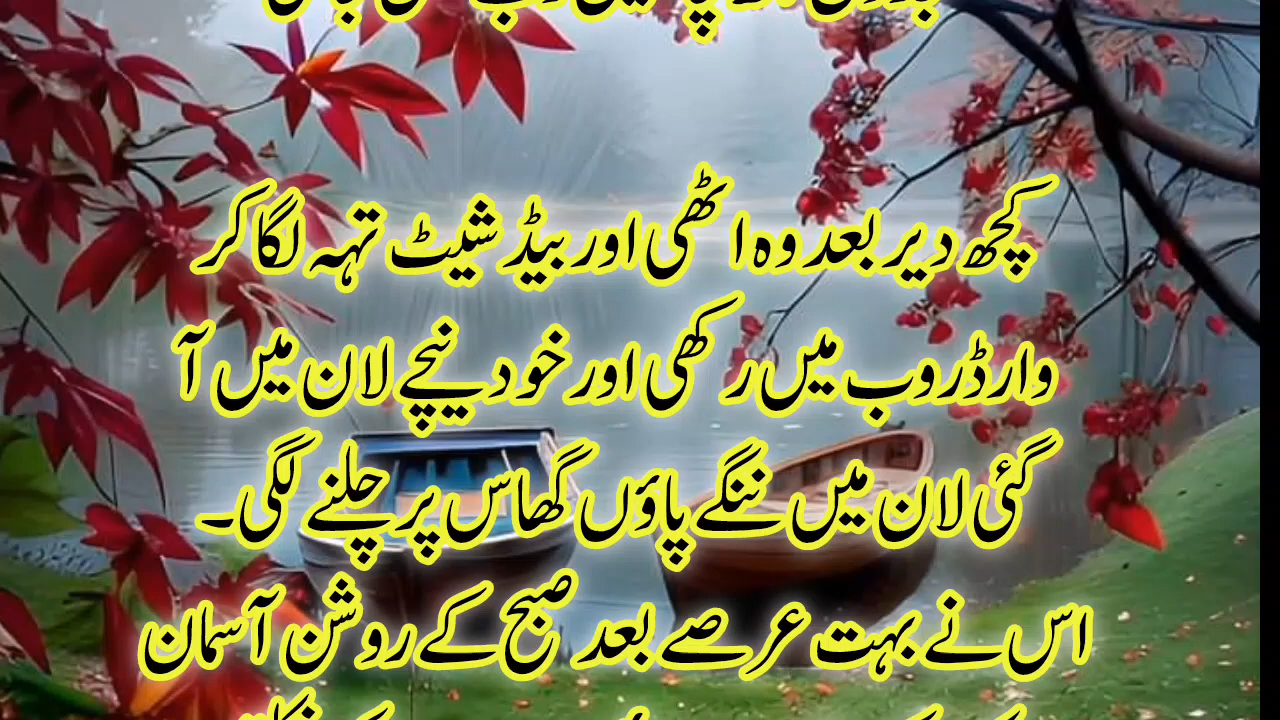 کچھ دیر بعد وہ اٹھی اور بیڈ شیٹ تہہ لگا کر
وارڈروب میں رکھی اور خود نیچے لان میں آ
گئی لان میں ننگے پاؤں گھاس پر چلنے لگی۔
اس نے بہت عرصے بعد صبح کے روشن آسمان